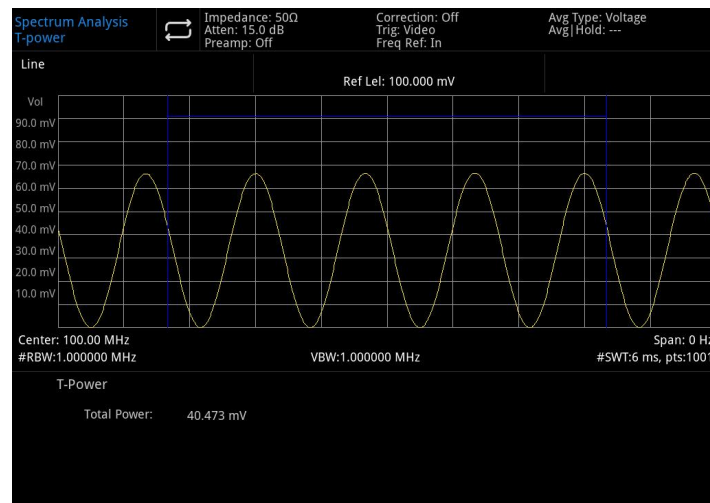 Spectrum Analysis
T-power
Impedance: 50Ω
Atten: 15.0 dB
Preamp: Off
Correction: Off
Trig: Video
Freq Ref: In
Avg Type: Voltage
Avg|Hold: ---
Line
Ref Lel: 100.000 mV
Vol
90.0 mV
80.0 mV
70.0 mV
60.0 mV
50.0 mV
40.0 mV
30.0 mV
20.0 mV
10.0 mV
Center: 100.00 MHz
Span: 0 Hz
#RBW:1.000000 MHz
VBW:1.000000 MHz
#SWT:6 ms, pts:1001
T-Power
Total Power: 40.473 mV